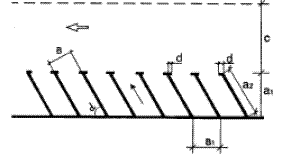 d d c
a
a₂ a₁
α
a₁